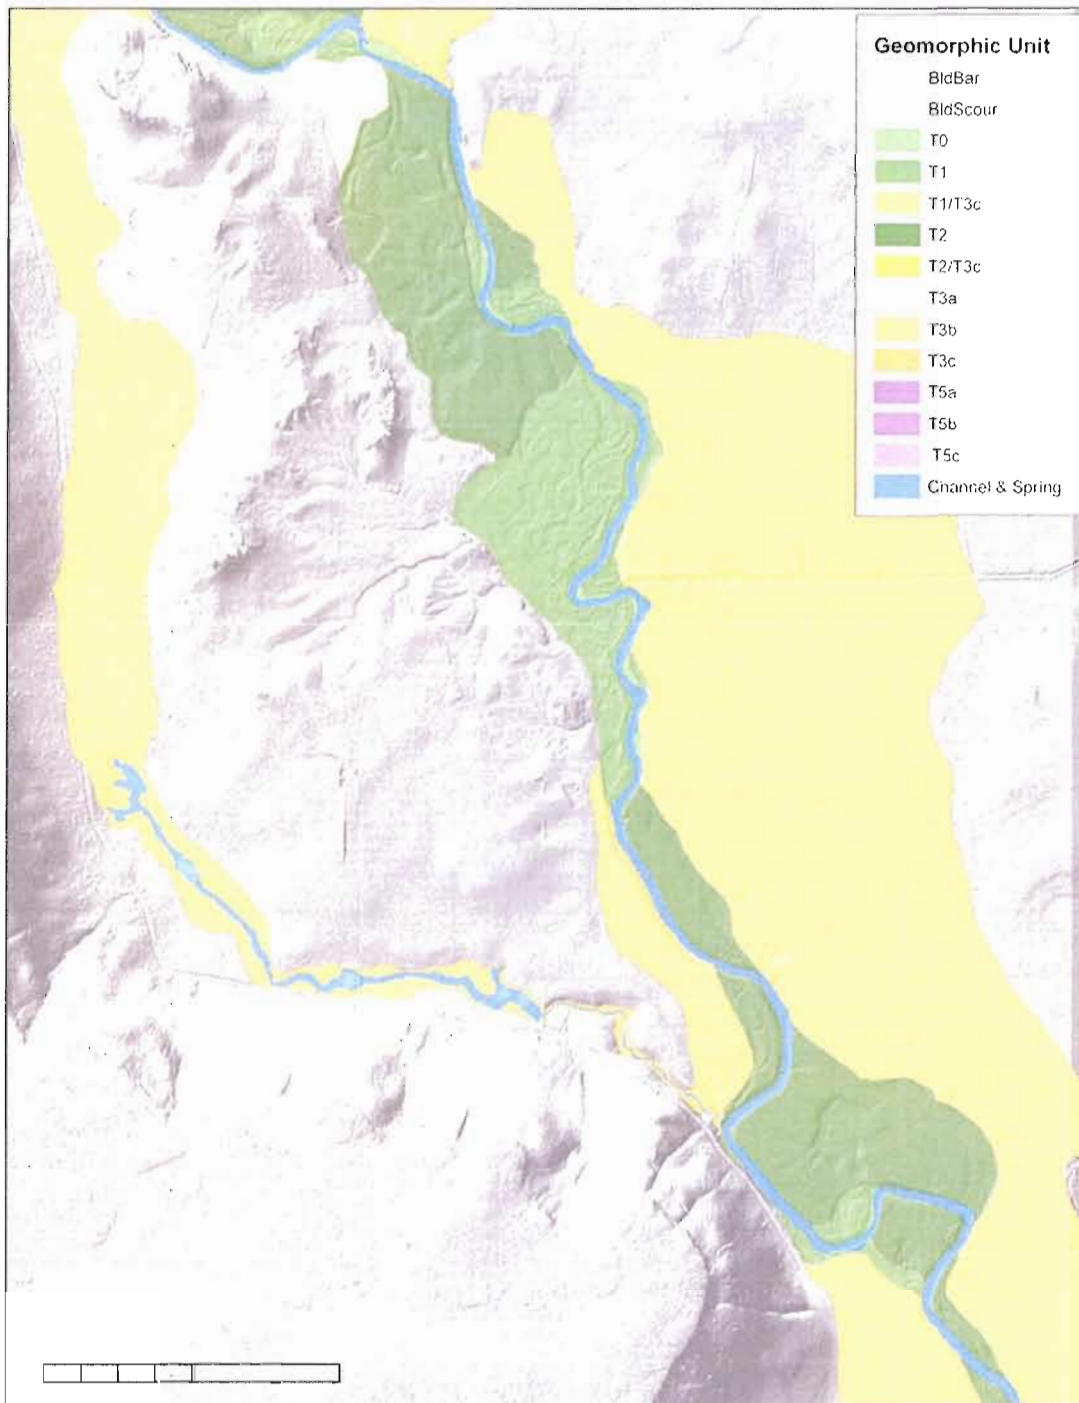 Geomorphic Unit
BldBar
BldScour
T0
T1
T1/T3c
T2
T2/T3c
T3a
T3b
T3c
T5a
T5b
T5c
Channel & Spring